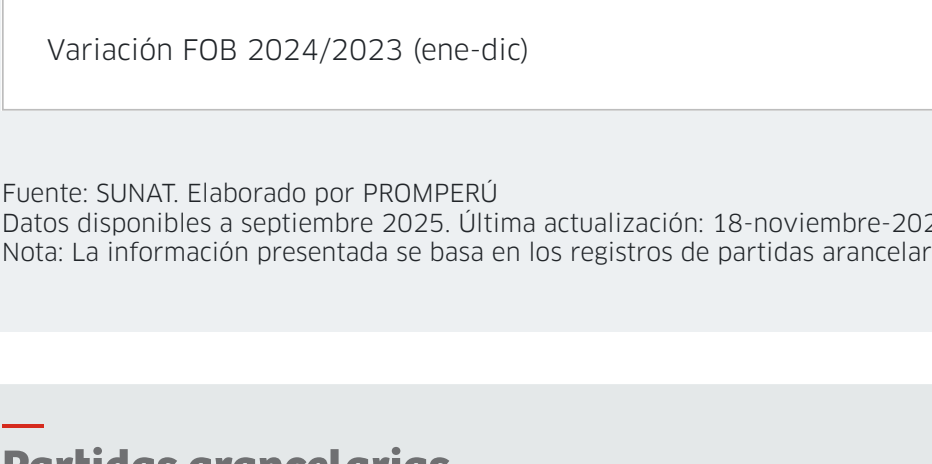 Variación FOB 2024/2023 (ene-dic)
Fuente: SUNAT. Elaborado por PROMPERÚ
Datos disponibles a septiembre 2025. Última actualización: 18-noviembre-202
Nota: La información presentada se basa en los registros de partidas arancelar
Partidas arancelarias